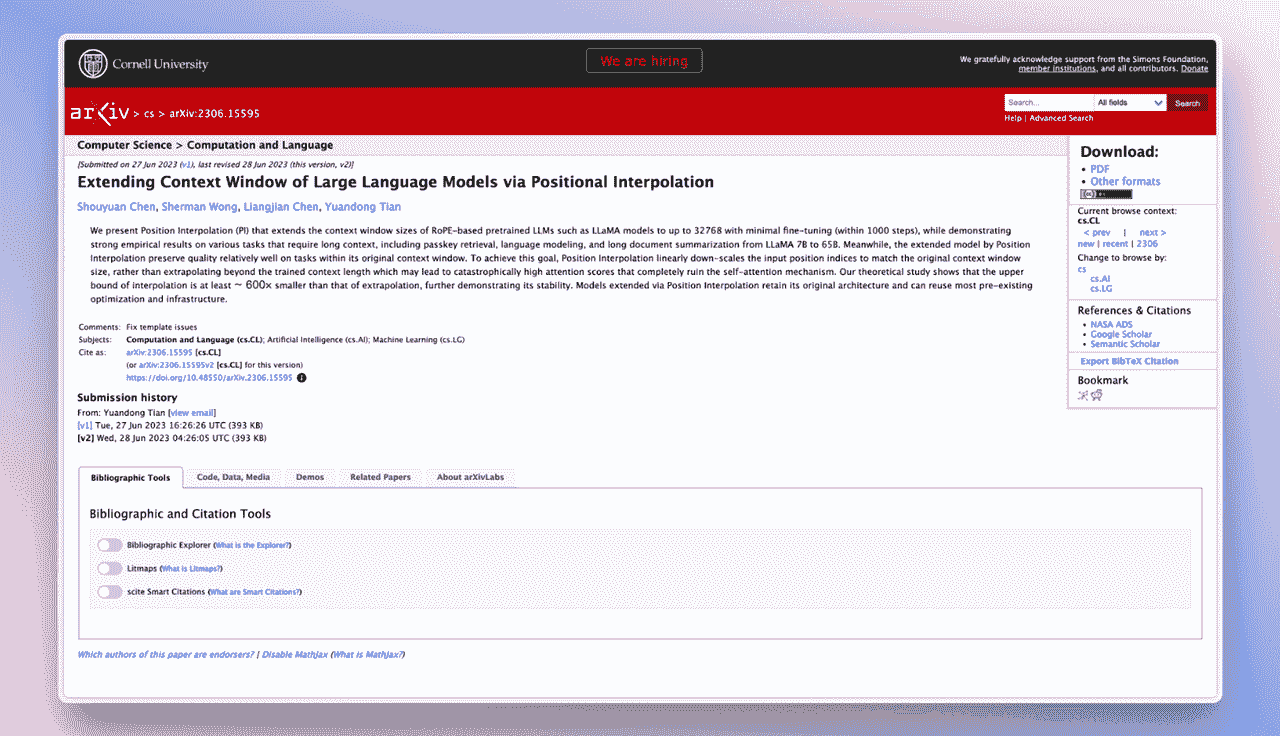 Cornell University
We are hiring
We gratefully acknowledge support from the Simons Foundation,
member institutions, and all contributors. Donate
arXiv > cs > arXiv:2306.15595
Search...
All fields
Search
Help | Advanced Search
Computer Science > Computation and Language
[Submitted on 27 Jun 2023 (v1), last revised 28 Jun 2023 (this version, v2)]
Extending Context Window of Large Language Models via Positional Interpolation
Shouyuan Chen, Sherman Wong, Liangjian Chen, Yuandong Tian
We present Position Interpolation (PI) that extends the context window sizes of RoPE-based pretrained LLMs such as LLaMA models to up to 32768 with minimal fine-tuning (within 1000 steps), while demonstrating
strong empirical results on various tasks that require long context, including passkey retrieval, language modeling, and long document summarization from LLaMA 7B to 65B. Meanwhile, the extended model by Position
Interpolation preserve quality relatively well on tasks within its original context window. To achieve this goal, Position Interpolation linearly down-scales the input position indices to match the original context window
size, rather than extrapolating beyond the trained context length which may lead to catastrophically high attention scores that completely ruin the self-attention mechanism. Our theoretical study shows that the upper
bound of interpolation is at least ∼ 600× smaller than that of extrapolation, further demonstrating its stability. Models extended via Position Interpolation retain its original architecture and can reuse most pre-existing
optimization and infrastructure.
Comments: Fix template issues
Subjects: Computation and Language (cs.CL); Artificial Intelligence (cs.AI); Machine Learning (cs.LG)
Cite as: arXiv:2306.15595 [cs.CL]
(or arXiv:2306.15595v2 [cs.CL] for this version)
https://doi.org/10.48550/arXiv.2306.15595
Submission history
From: Yuandong Tian [view email]
[v1] Tue, 27 Jun 2023 16:26:26 UTC (393 KB)
[v2] Wed, 28 Jun 2023 04:26:05 UTC (393 KB)
Download:
PDF
Other formats
Current browse context:
cs.CL
< prev | next >
new | recent | 2306
Change to browse by:
cs
cs.AI
cs.LG
References & Citations
NASA ADS
Google Scholar
Semantic Scholar
Export BibTeX Citation
Bookmark
Bibliographic Tools
Code, Data, Media
Demos
Related Papers
About arXivLabs
Bibliographic and Citation Tools
Bibliographic Explorer (What is the Explorer?)
Litmaps (What is Litmaps?)
scite Smart Citations (What are Smart Citations?)
Which authors of this paper are endorsers? | Disable MathJax (What is MathJax?)